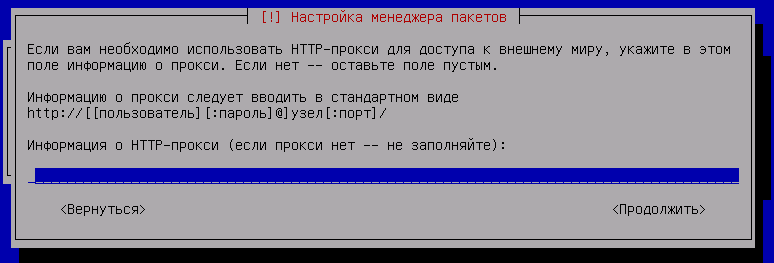 [!] Настройка менеджера пакетов
Если вам необходимо использовать HTTP-прокси для доступа к внешнему миру, укажите в этом
поле информацию о прокси. Если нет -- оставьте поле пустым.
Информацию о прокси следует вводить в стандартном виде
http://[[пользователь][:пароль]@]узел[:порт]/
Информация о HTTP-прокси (если прокси нет -- не заполняйте):
<Вернуться> <Продолжить>